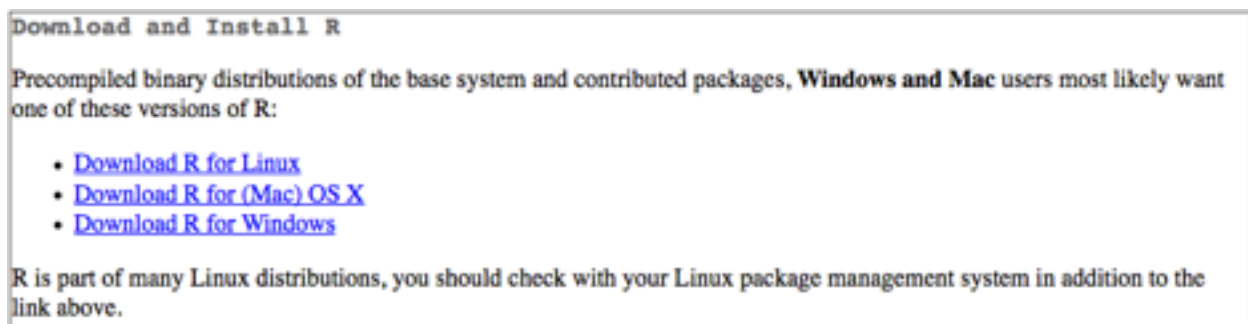 Download and Install R
Precompiled binary distributions of the base system and contributed packages, Windows and Mac users most likely want
one of these versions of R:
• Download R for Linux
• Download R for (Mac) OS X
• Download R for Windows
R is part of many Linux distributions, you should check with your Linux package management system in addition to the
link above.